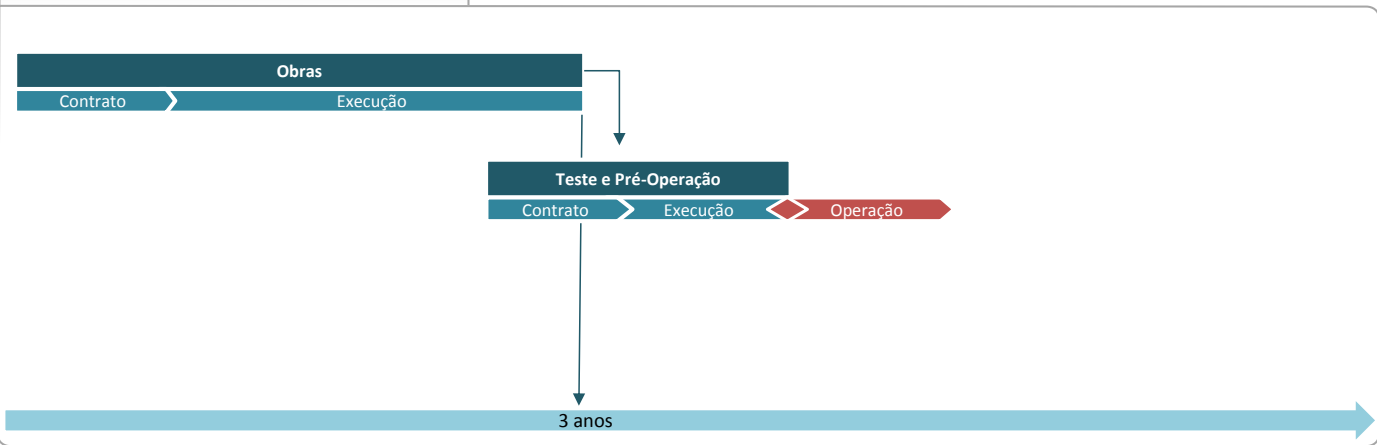 Obras
Contrato Execução
Teste e Pré-Operação
Contrato Execução Operação
3 anos